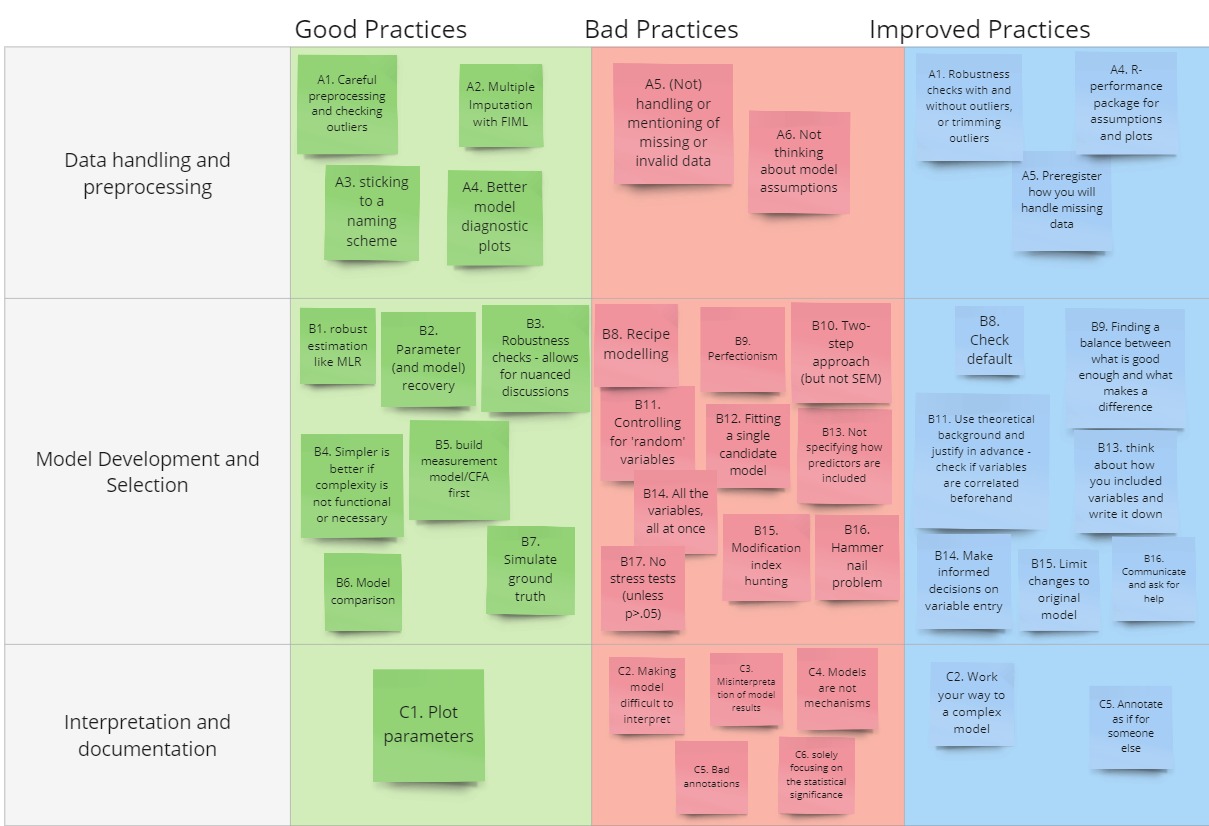 Good Practices
Bad Practices
Improved Practices
Data handling and
preprocessing
A1. Careful
preprocessing
and checking
outliers
A2. Multiple
Imputation
with FIML
A3. sticking
to a
naming
scheme
A4. Better
model
diagnostic
plots
A5. (Not)
handling or
mentioning of
missing or
invalid data
A6. Not
thinking
about model
assumptions
A1. Robustness
checks with and
without outliers,
or trimming
outliers
A4. R-
performance
package for
assumptions
and plots
A5. Preregister
how you will
handle missing
data
Model Development and
Selection
B1. robust
estimation
like MLR
B2.
Parameter
(and model)
recovery
B3.
Robustness
checks - allows
for nuanced
discussions
B4. Simpler is
better if
complexity is
not functional
or necessary
B5. build
measurement
model/CFA
first
B6. Model
comparison
B7.
Simulate
ground
truth
B8. Recipe
modelling
B9.
Perfectionism
B10. Two-
step
approach
(but not SEM)
B11.
Controlling
for 'random'
variables
B12. Fitting
a single
candidate
model
B13. Not
specifying how
predictors are
included
B14. All the
variables,
all at once
B15.
Modification
index
hunting
B16.
Hammer
nail
problem
B17. No
stress tests
(unless
p>.05)
B8.
Check
default
B9. Finding a
balance between
what is good
enough and what
makes a
difference
B11. Use theoretical
background and
justify in advance -
check if variables
are correlated
beforehand
B13. think
about how
you included
variables and
write it down
B14. Make
informed
decisions on
variable entry
B15. Limit
changes to
original
model
B16.
Communicate
and ask for
help
Interpretation and
documentation
C1. Plot
parameters
C2. Making
model
difficult to
interpret
C3.
Misinterpreta
tion of model
results
C4. Models
are not
mechanisms
C5. Bad
annotations
C6. solely
focusing on
the statistical
significance
C2. Work
your way to
a complex
model
C5. Annotate
as if for
someone
else